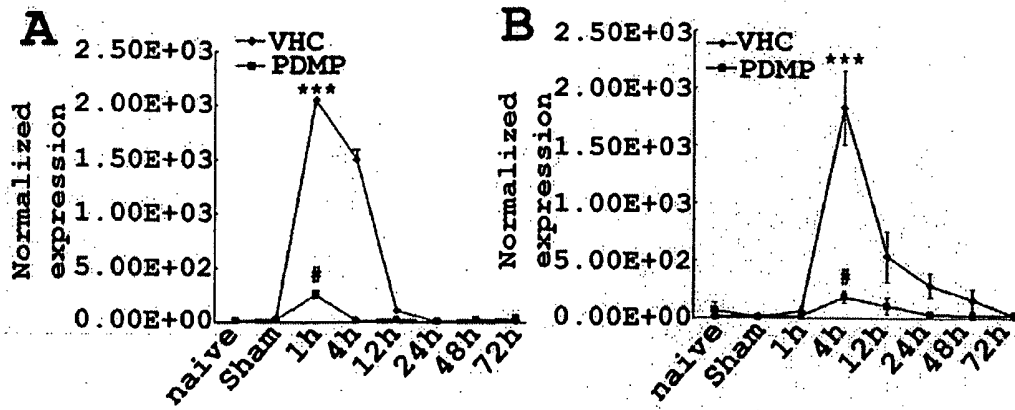 A
VHC
PDMP
***
#
2.50E+03
2.00E+03
1.50E+03
1.00E+03
5.00E+02
0.00E+00
Normalized
expression
naive
Sham
1h
4h
12h
24h
48h
72h
B
VHC
PDMP
***
#
2.50E+03
2.00E+03
1.50E+03
1.00E+03
5.00E+02
0.00E+00
Normalized
expression
naive
Sham
1h
4h
12h
24h
48h
72h